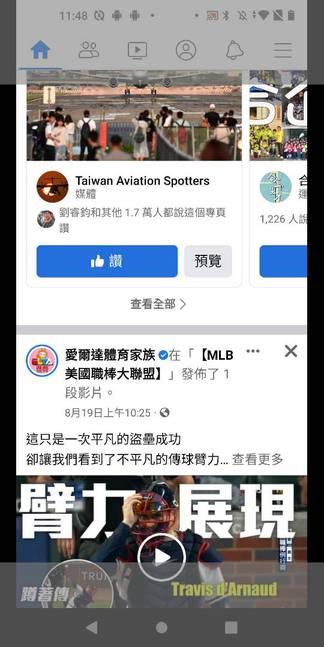 11:48
Taiwan Aviation Spotters
媒體
劉睿鈞和其他 1.7 萬人都說這個專頁
讚
讚
預覽
1,226 人說
查看全部
愛爾達體育家族 在「【MLB
美國職棒大聯盟】」發佈了 1
段影片。
8月19日上午10:25
這只是一次平凡的盜壘成功
卻讓我們看到了不平凡的傳球臂力... 查看更多
臂力 展現
TRUI
蹲著傳
Travis d'Arnaud